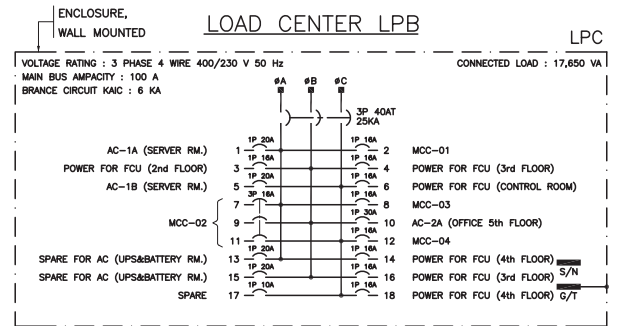 ENCLOSURE,
WALL MOUNTED
LOAD CENTER LPB
LPC
VOLTAGE RATING : 3 PHASE 4 WIRE 400/230 V 50 Hz
CONNECTED LOAD : 17,650 VA
MAIN BUS AMPACITY : 100 A
BRANCE CIRCUIT KAIC : 6 KA
øA øB øC
3P 40AT
25KA
1P 20A 1P 16A
AC-1A (SERVER RM.) 1 2 MCC-01
1P 16A 1P 16A
POWER FOR FCU (2nd FLOOR) 3 4 POWER FOR FCU (3rd FLOOR)
1P 20A 1P 16A
AC-1B (SERVER RM.) 5 6 POWER FOR FCU (CONTROL ROOM)
3P 16A 1P 16A
7 8 MCC-03
1P 30A
MCC-02 9 10 AC-2A (OFFICE 5th FLOOR)
1P 16A
11 12 MCC-04
1P 20A 1P 16A
SPARE FOR AC (UPS&BATTERY RM.) 13 14 POWER FOR FCU (4th FLOOR)
S/N
1P 20A 1P 16A
SPARE FOR AC (UPS&BATTERY RM.) 15 16 POWER FOR FCU (3rd FLOOR)
1P 10A 1P 16A
SPARE 17 18 POWER FOR FCU (4th FLOOR) G/T